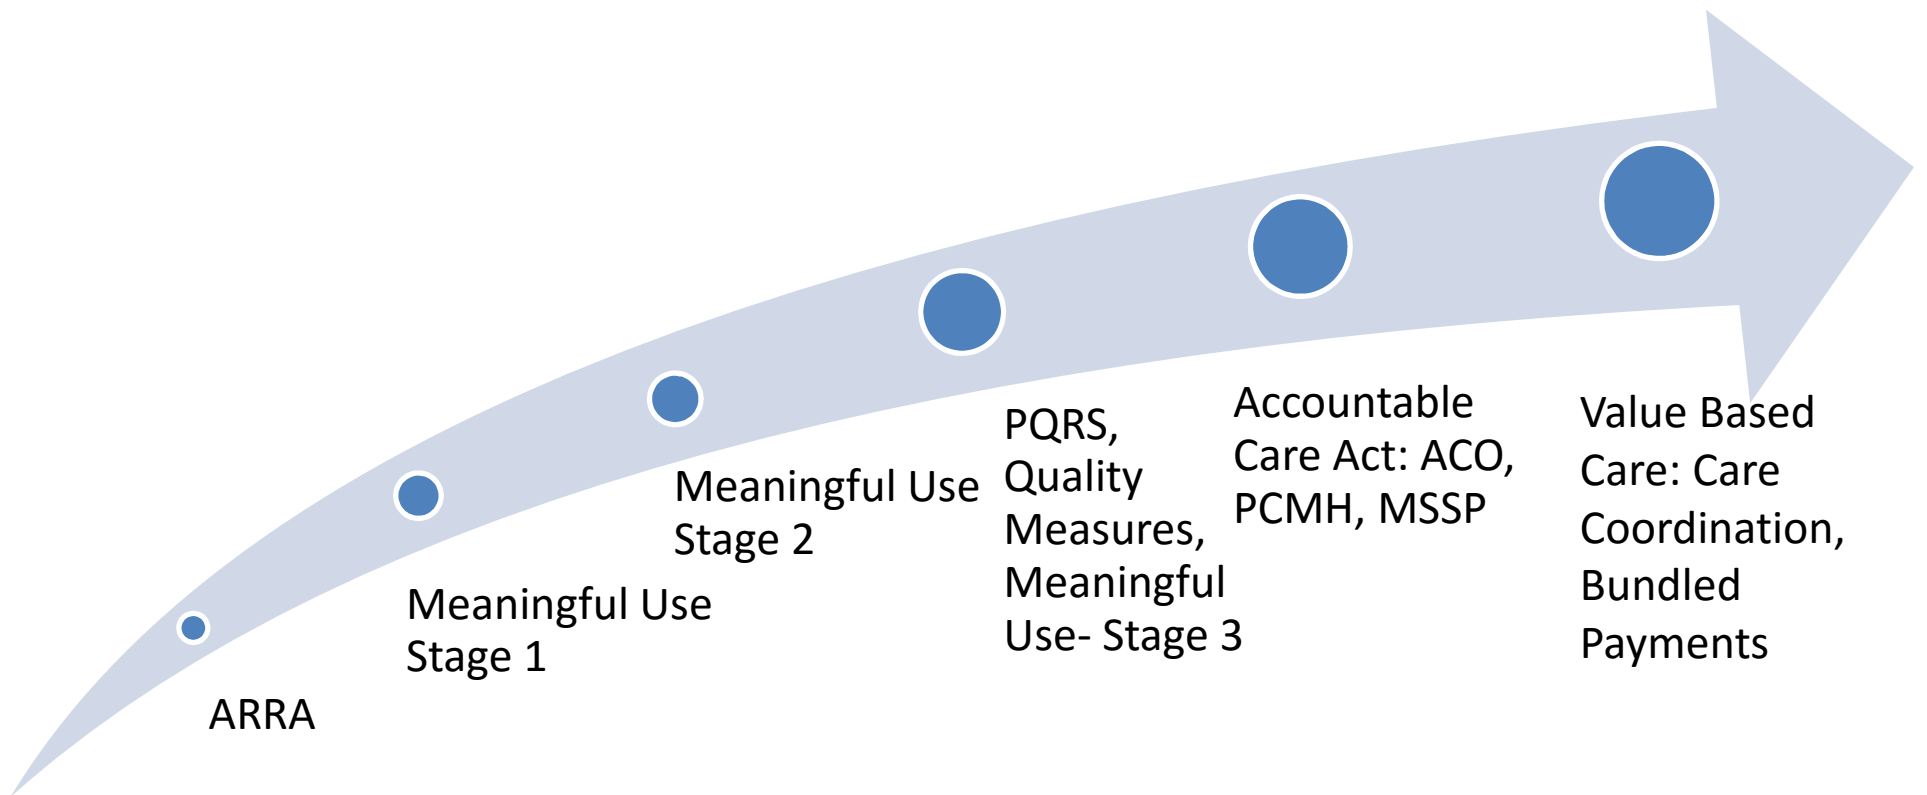 ARRA
Meaningful Use
Stage 1
Meaningful Use
Stage 2
PQRS,
Quality
Measures,
Meaningful
Use- Stage 3
Accountable
Care Act: ACO,
PCMH, MSSP
Value Based
Care: Care
Coordination,
Bundled
Payments